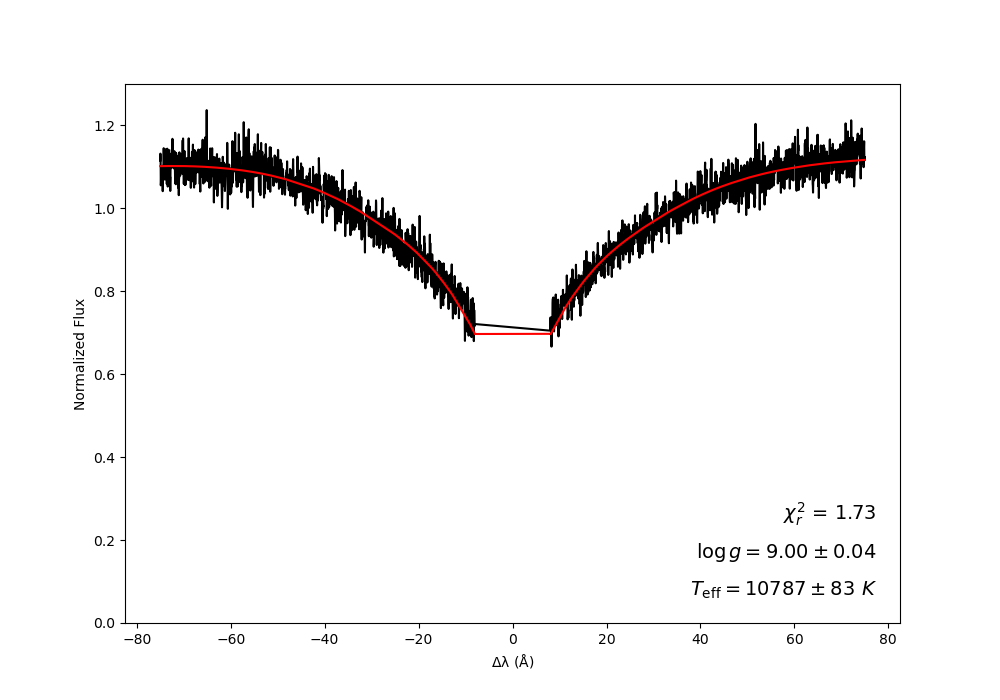 1.2
1.0
0.8
0.6
0.4
0.2
0.0
Normalized Flux
χ²ᵣ = 1.73
log g = 9.00 ± 0.04
T_eff = 10787 ± 83 K
−80 −60 −40 −20 0 20 40 60 80
Δλ (Å)